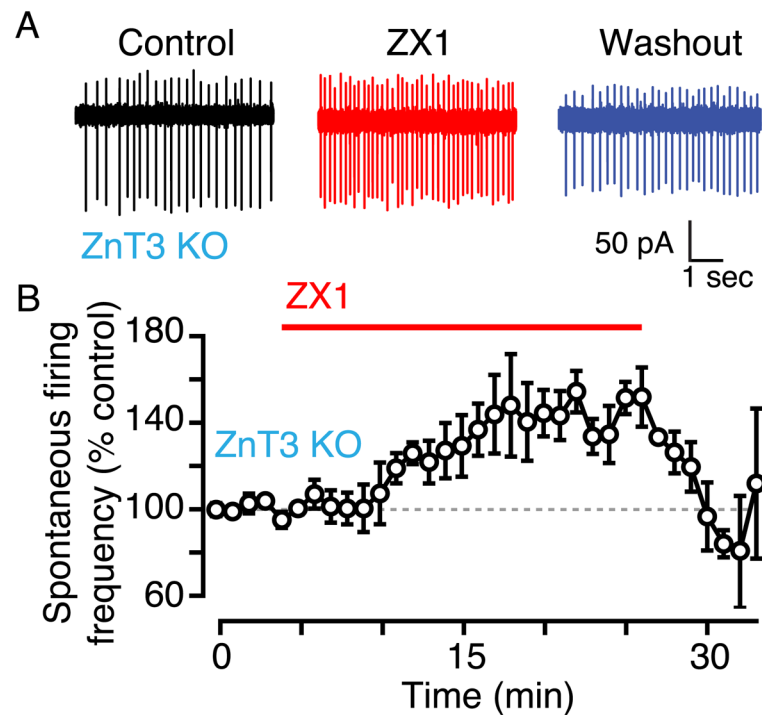 A
Control ZX1 Washout
ZnT3 KO
50 pA
1 sec
B
ZX1
Spontaneous firing
frequency (% control)
180
140
100
60
ZnT3 KO
0 15 30
Time (min)